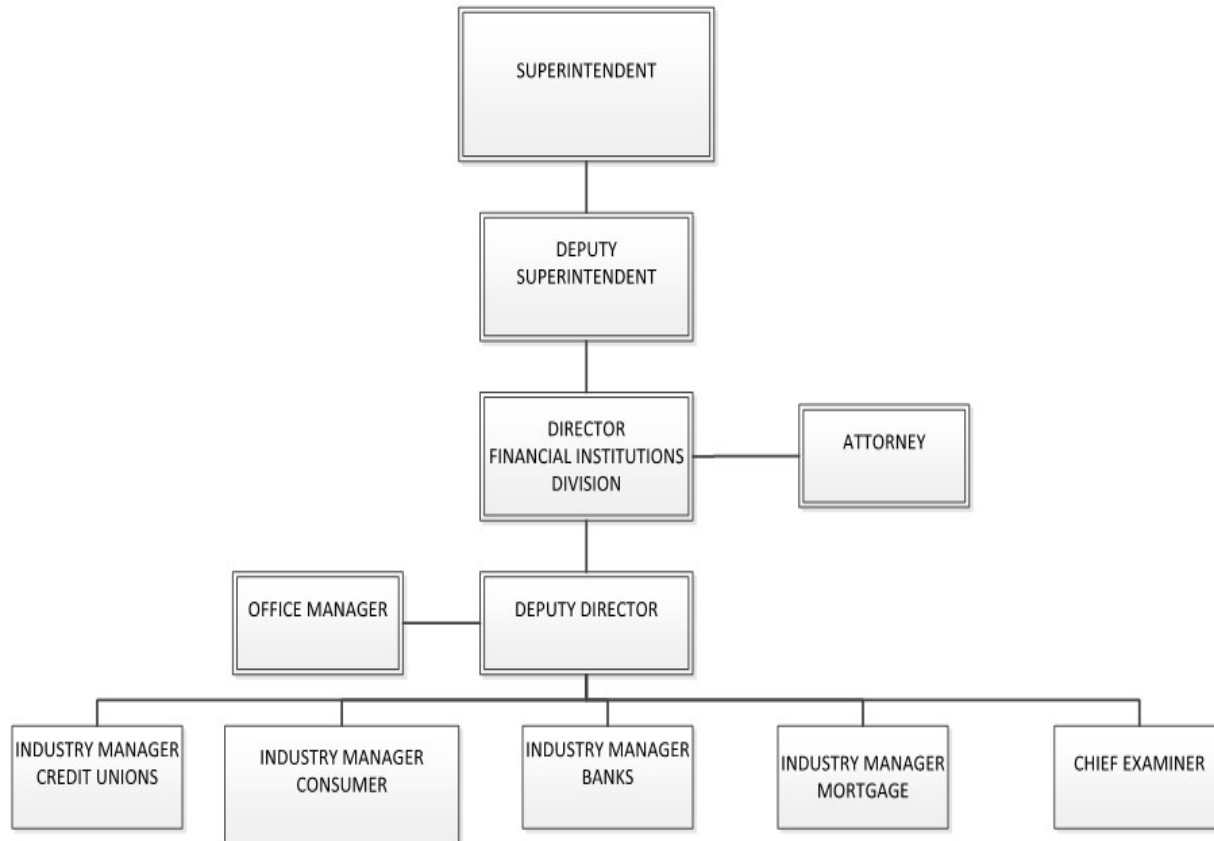 SUPERINTENDENT
DEPUTY
SUPERINTENDENT
DIRECTOR
FINANCIAL INSTITUTIONS
DIVISION
ATTORNEY
OFFICE MANAGER
DEPUTY DIRECTOR
INDUSTRY MANAGER
CREDIT UNIONS
INDUSTRY MANAGER
CONSUMER
INDUSTRY MANAGER
BANKS
INDUSTRY MANAGER
MORTGAGE
CHIEF EXAMINER